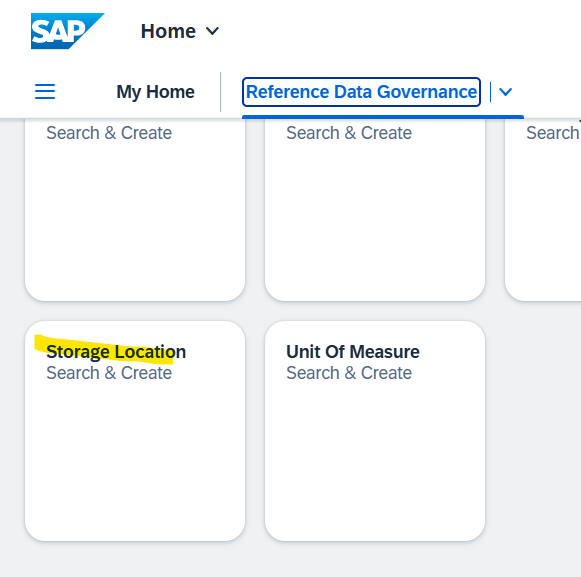 SAP
Home
My Home
Reference Data Governance
Search & Create
Search & Create
Search
Storage Location
Search & Create
Unit Of Measure
Search & Create